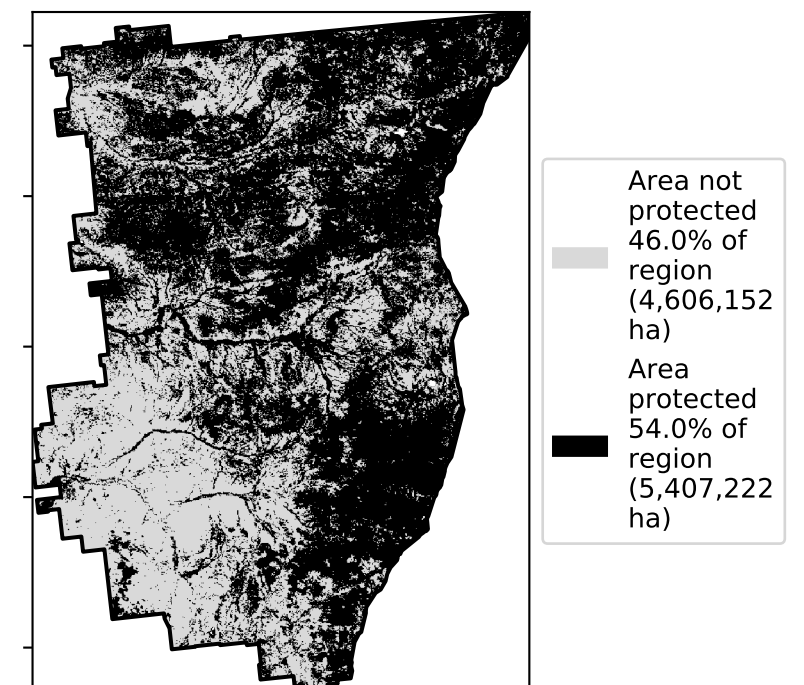 Area not
protected
46.0% of
region
(4,606,152
ha)
Area
protected
54.0% of
region
(5,407,222
ha)